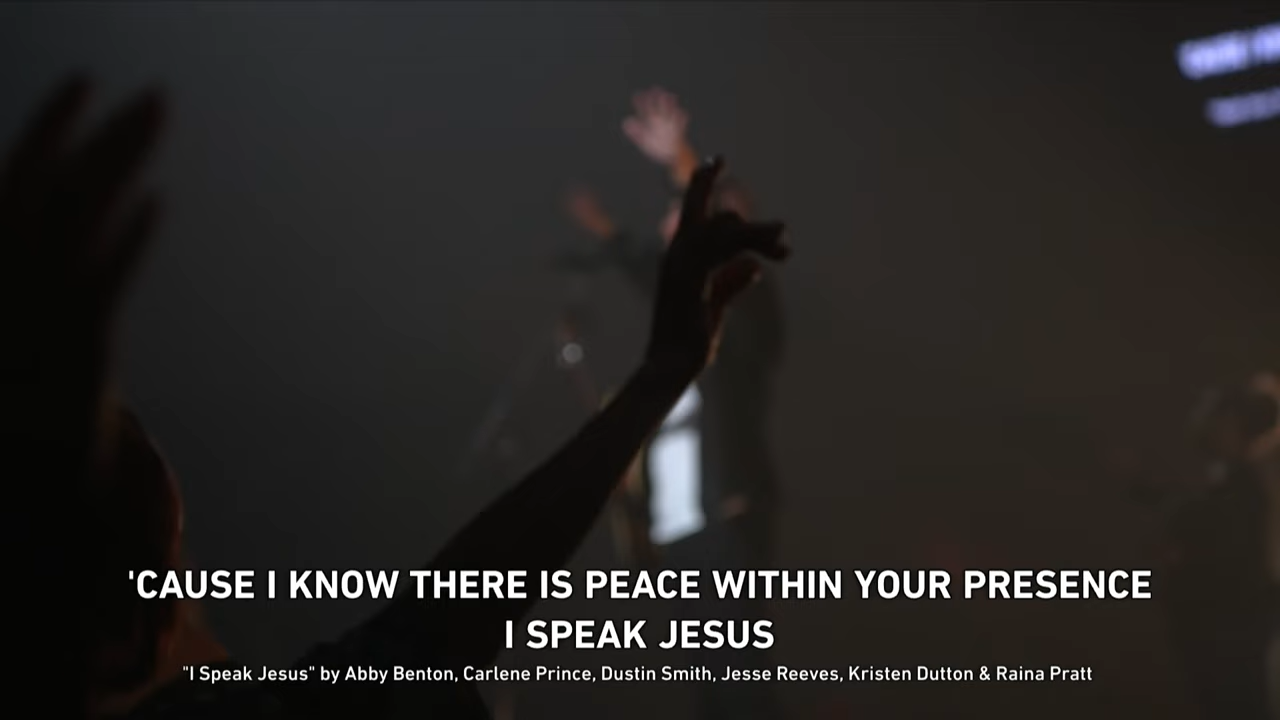 'CAUSE I KNOW THERE IS PEACE WITHIN YOUR PRESENCE
I SPEAK JESUS
"I Speak Jesus" by Abby Benton, Carlene Prince, Dustin Smith, Jesse Reeves, Kristen Dutton & Raina Pratt